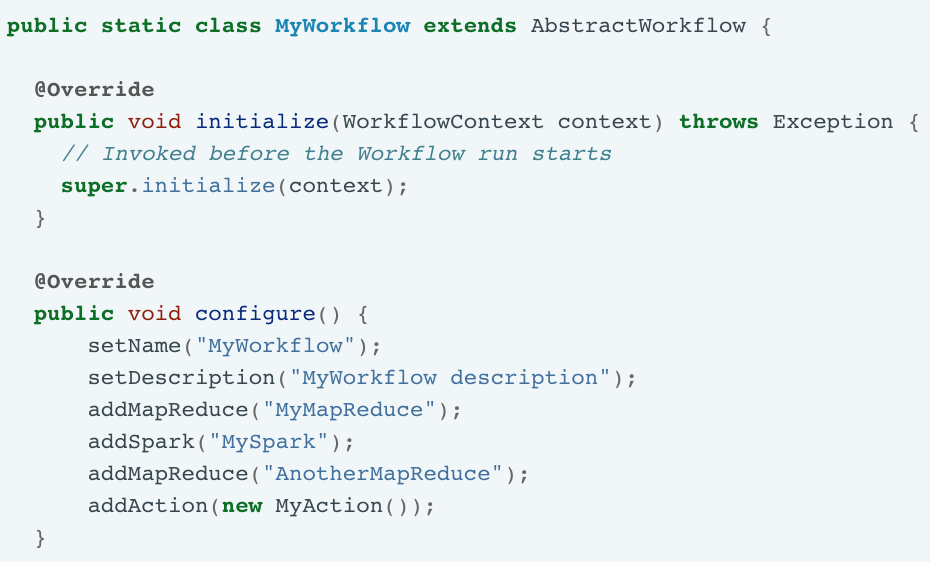 public static class MyWorkflow extends AbstractWorkflow {
@Override
public void initialize(WorkflowContext context) throws Exception {
// Invoked before the Workflow run starts
super.initialize(context);
}
@Override
public void configure() {
setName("MyWorkflow");
setDescription("MyWorkflow description");
addMapReduce("MyMapReduce");
addSpark("MySpark");
addMapReduce("AnotherMapReduce");
addAction(new MyAction());
}